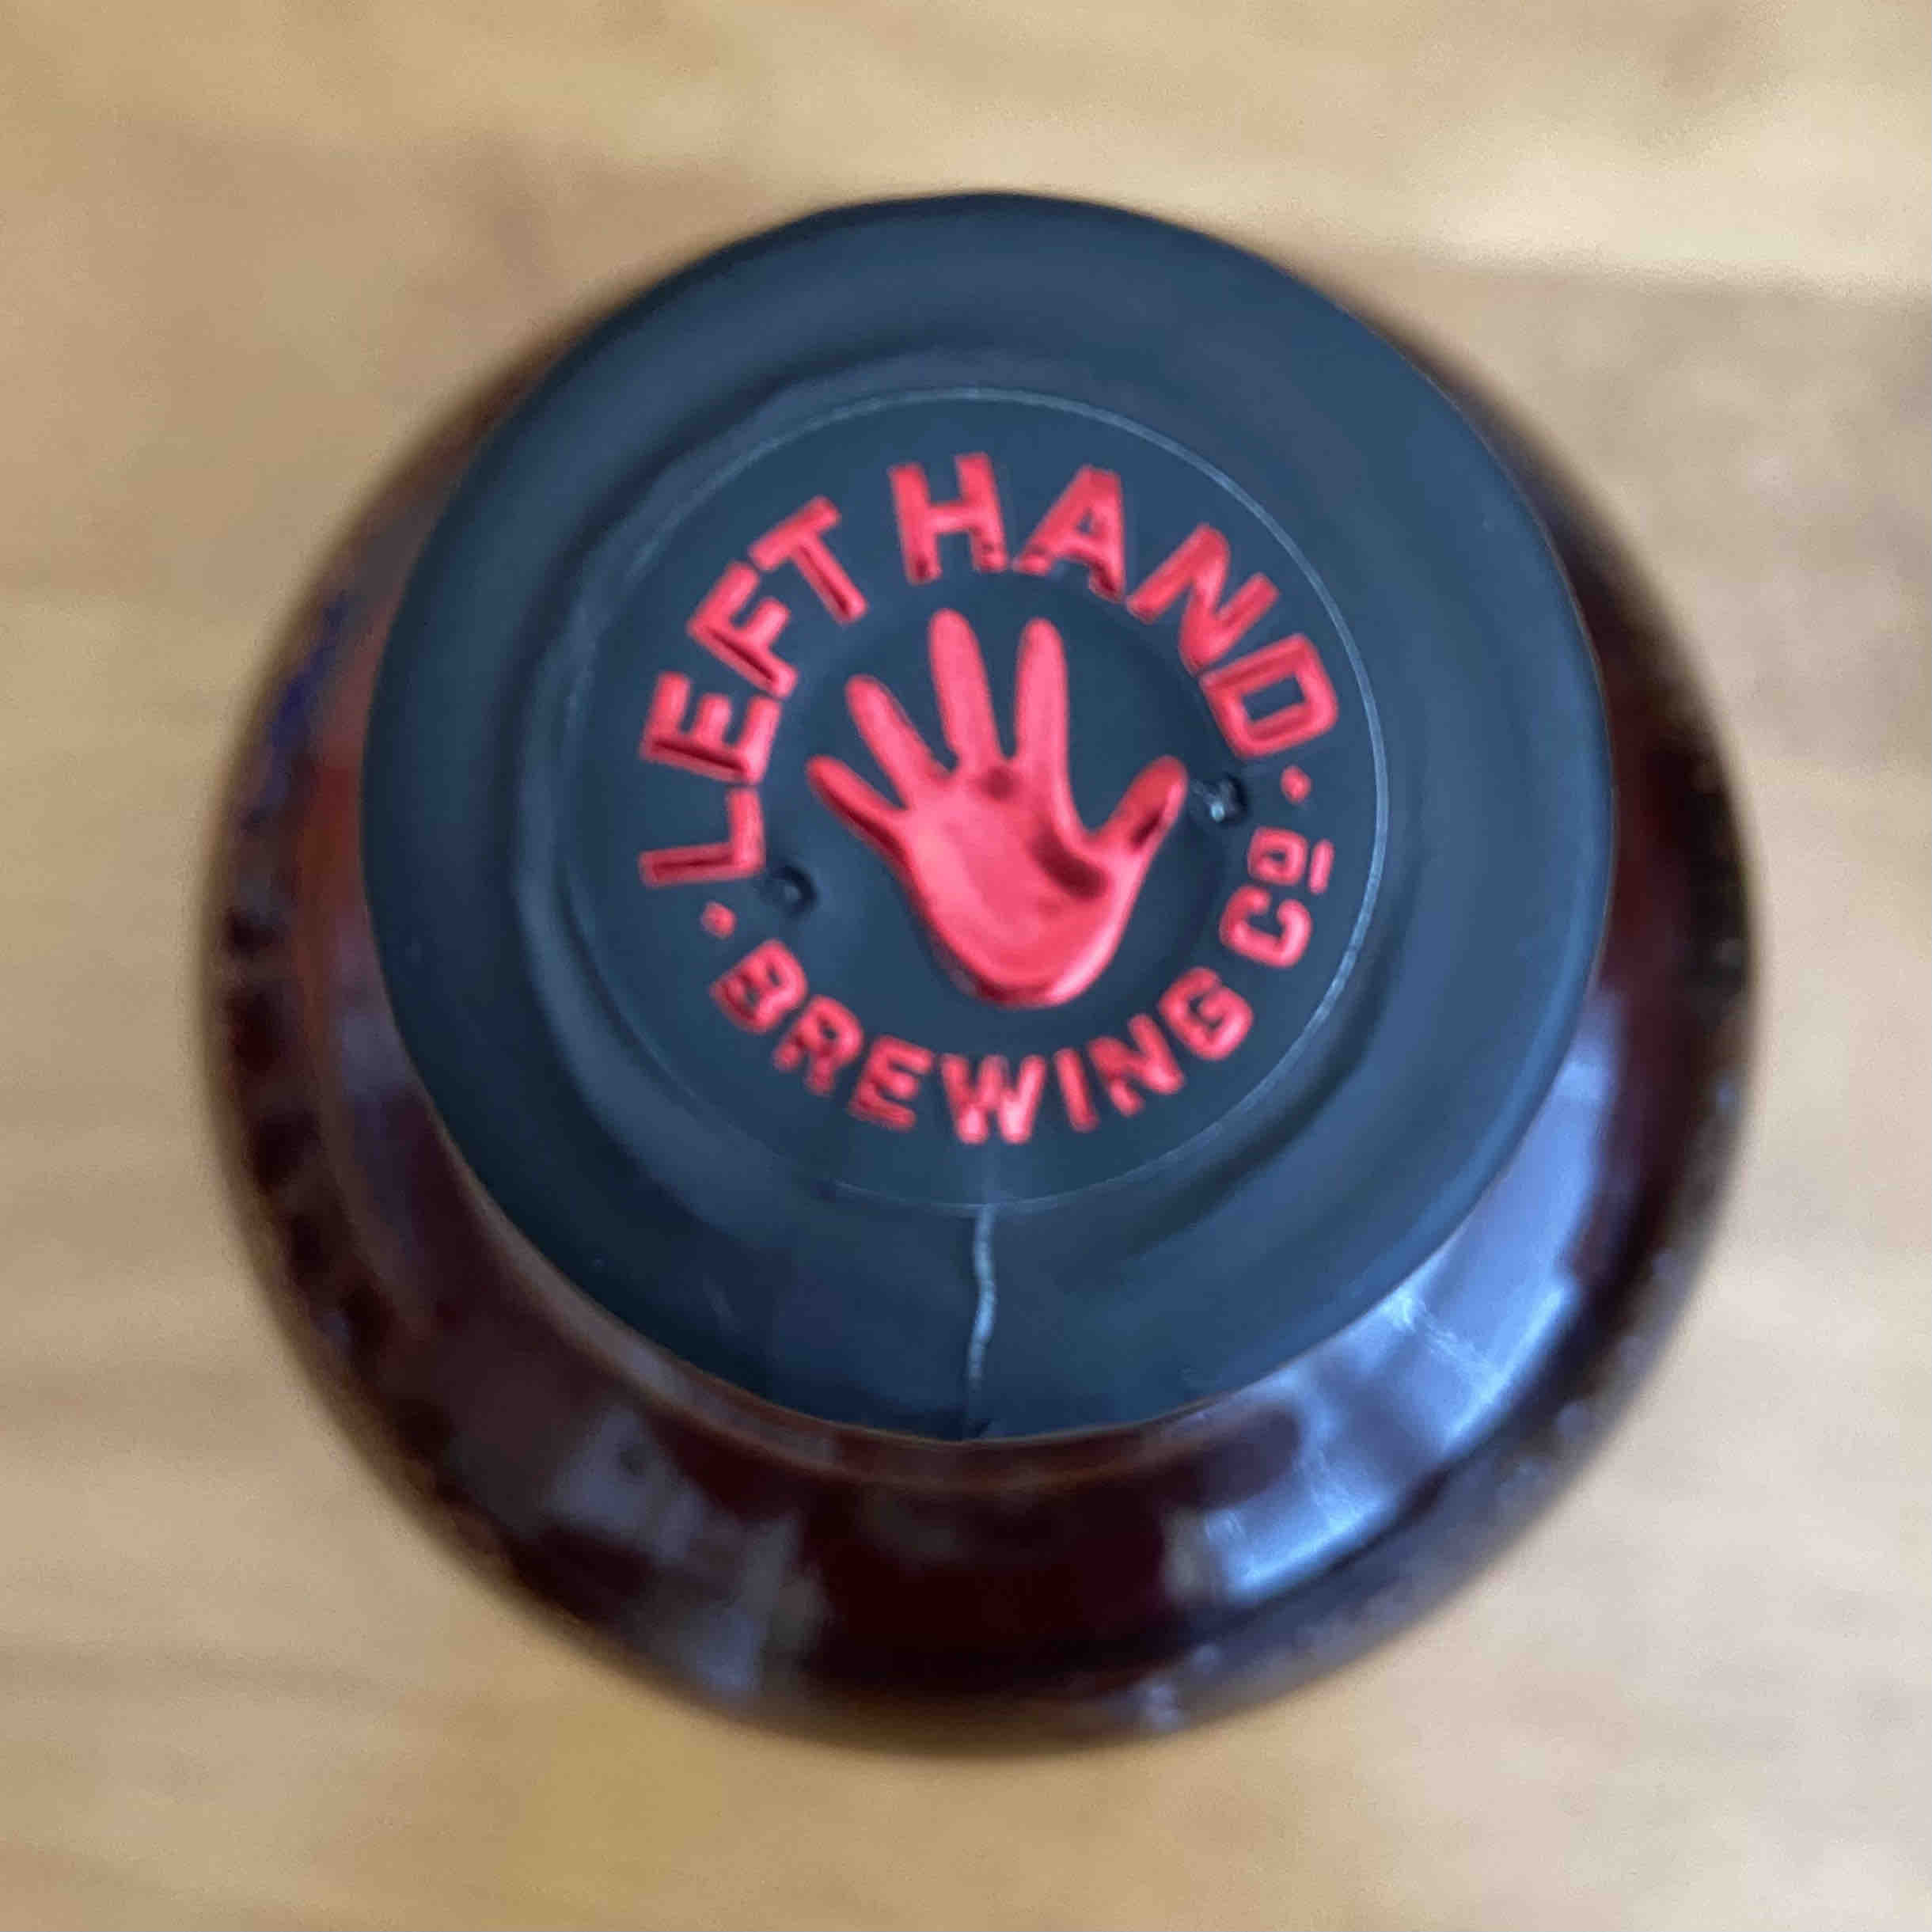 LEFT HAND
BREWING CO